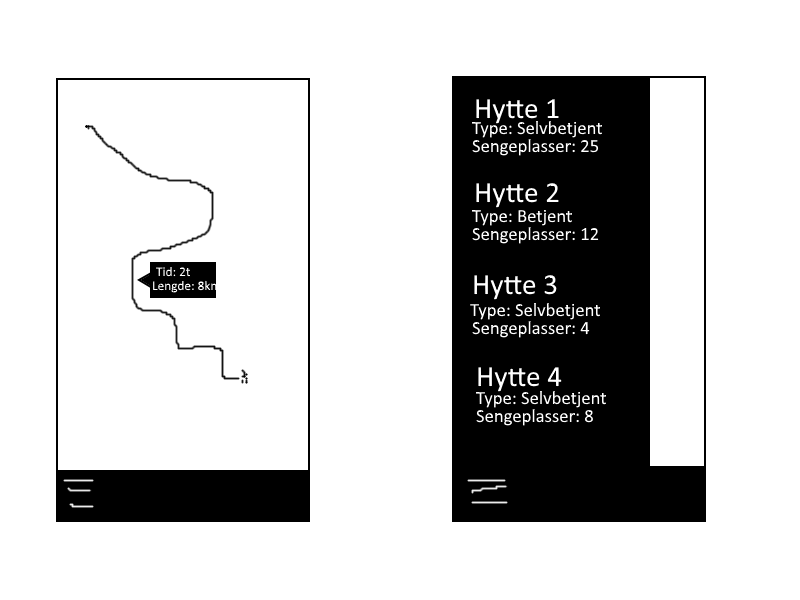 Tid: 2t
Lengde: 8km
Hytte 1
Type: Selvbetjent
Sengeplasser: 25
Hytte 2
Type: Betjent
Sengeplasser: 12
Hytte 3
Type: Selvbetjent
Sengeplasser: 4
Hytte 4
Type: Selvbetjent
Sengeplasser: 8